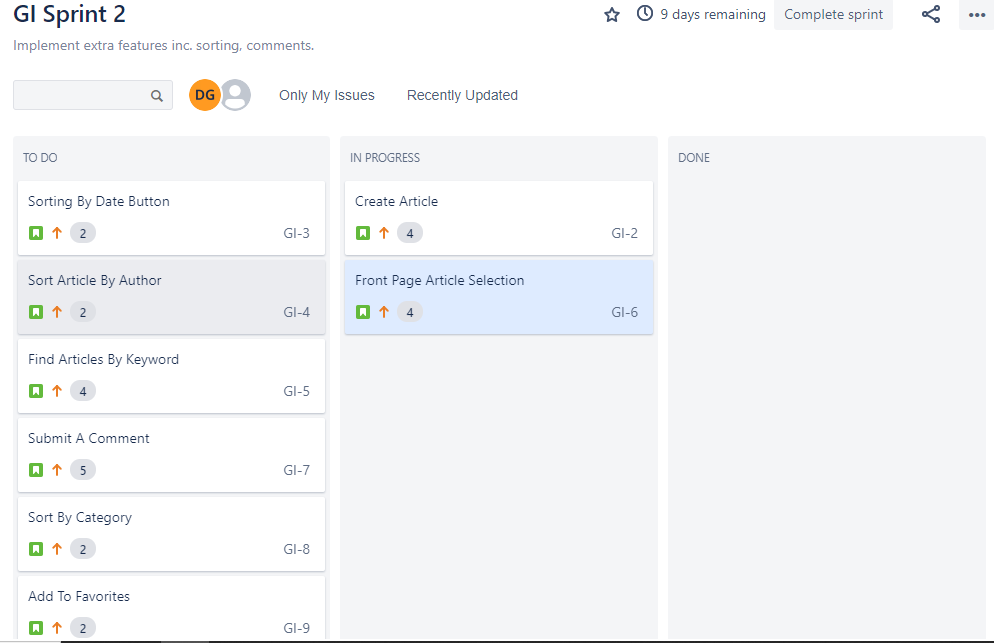 GI Sprint 2
9 days remaining
Complete sprint
Implement extra features inc. sorting, comments.
DG
Only My Issues
Recently Updated
TO DO
Sorting By Date Button
2
GI-3
Sort Article By Author
2
GI-4
Find Articles By Keyword
4
GI-5
Submit A Comment
5
GI-7
Sort By Category
2
GI-8
Add To Favorites
2
GI-9
IN PROGRESS
Create Article
4
GI-2
Front Page Article Selection
4
GI-6
DONE